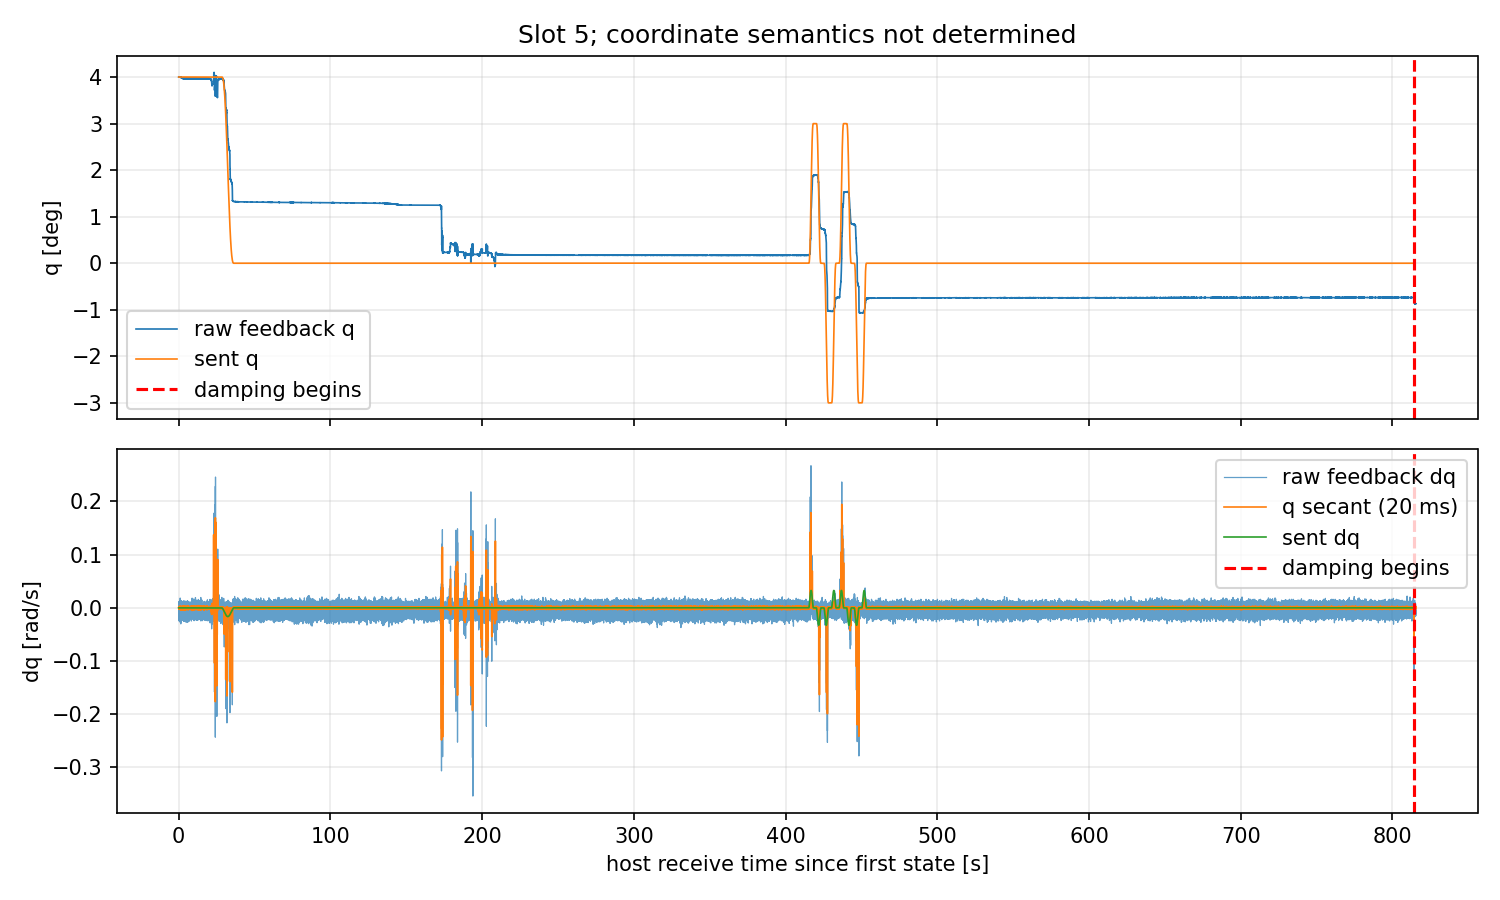 Slot 5; coordinate semantics not determined
4
3
2
1
0
−1
−2
−3
q [deg]
raw feedback q
sent q
damping begins
0.2
0.1
0.0
−0.1
−0.2
−0.3
dq [rad/s]
raw feedback dq
q secant (20 ms)
sent dq
damping begins
0 100 200 300 400 500 600 700 800
host receive time since first state [s]